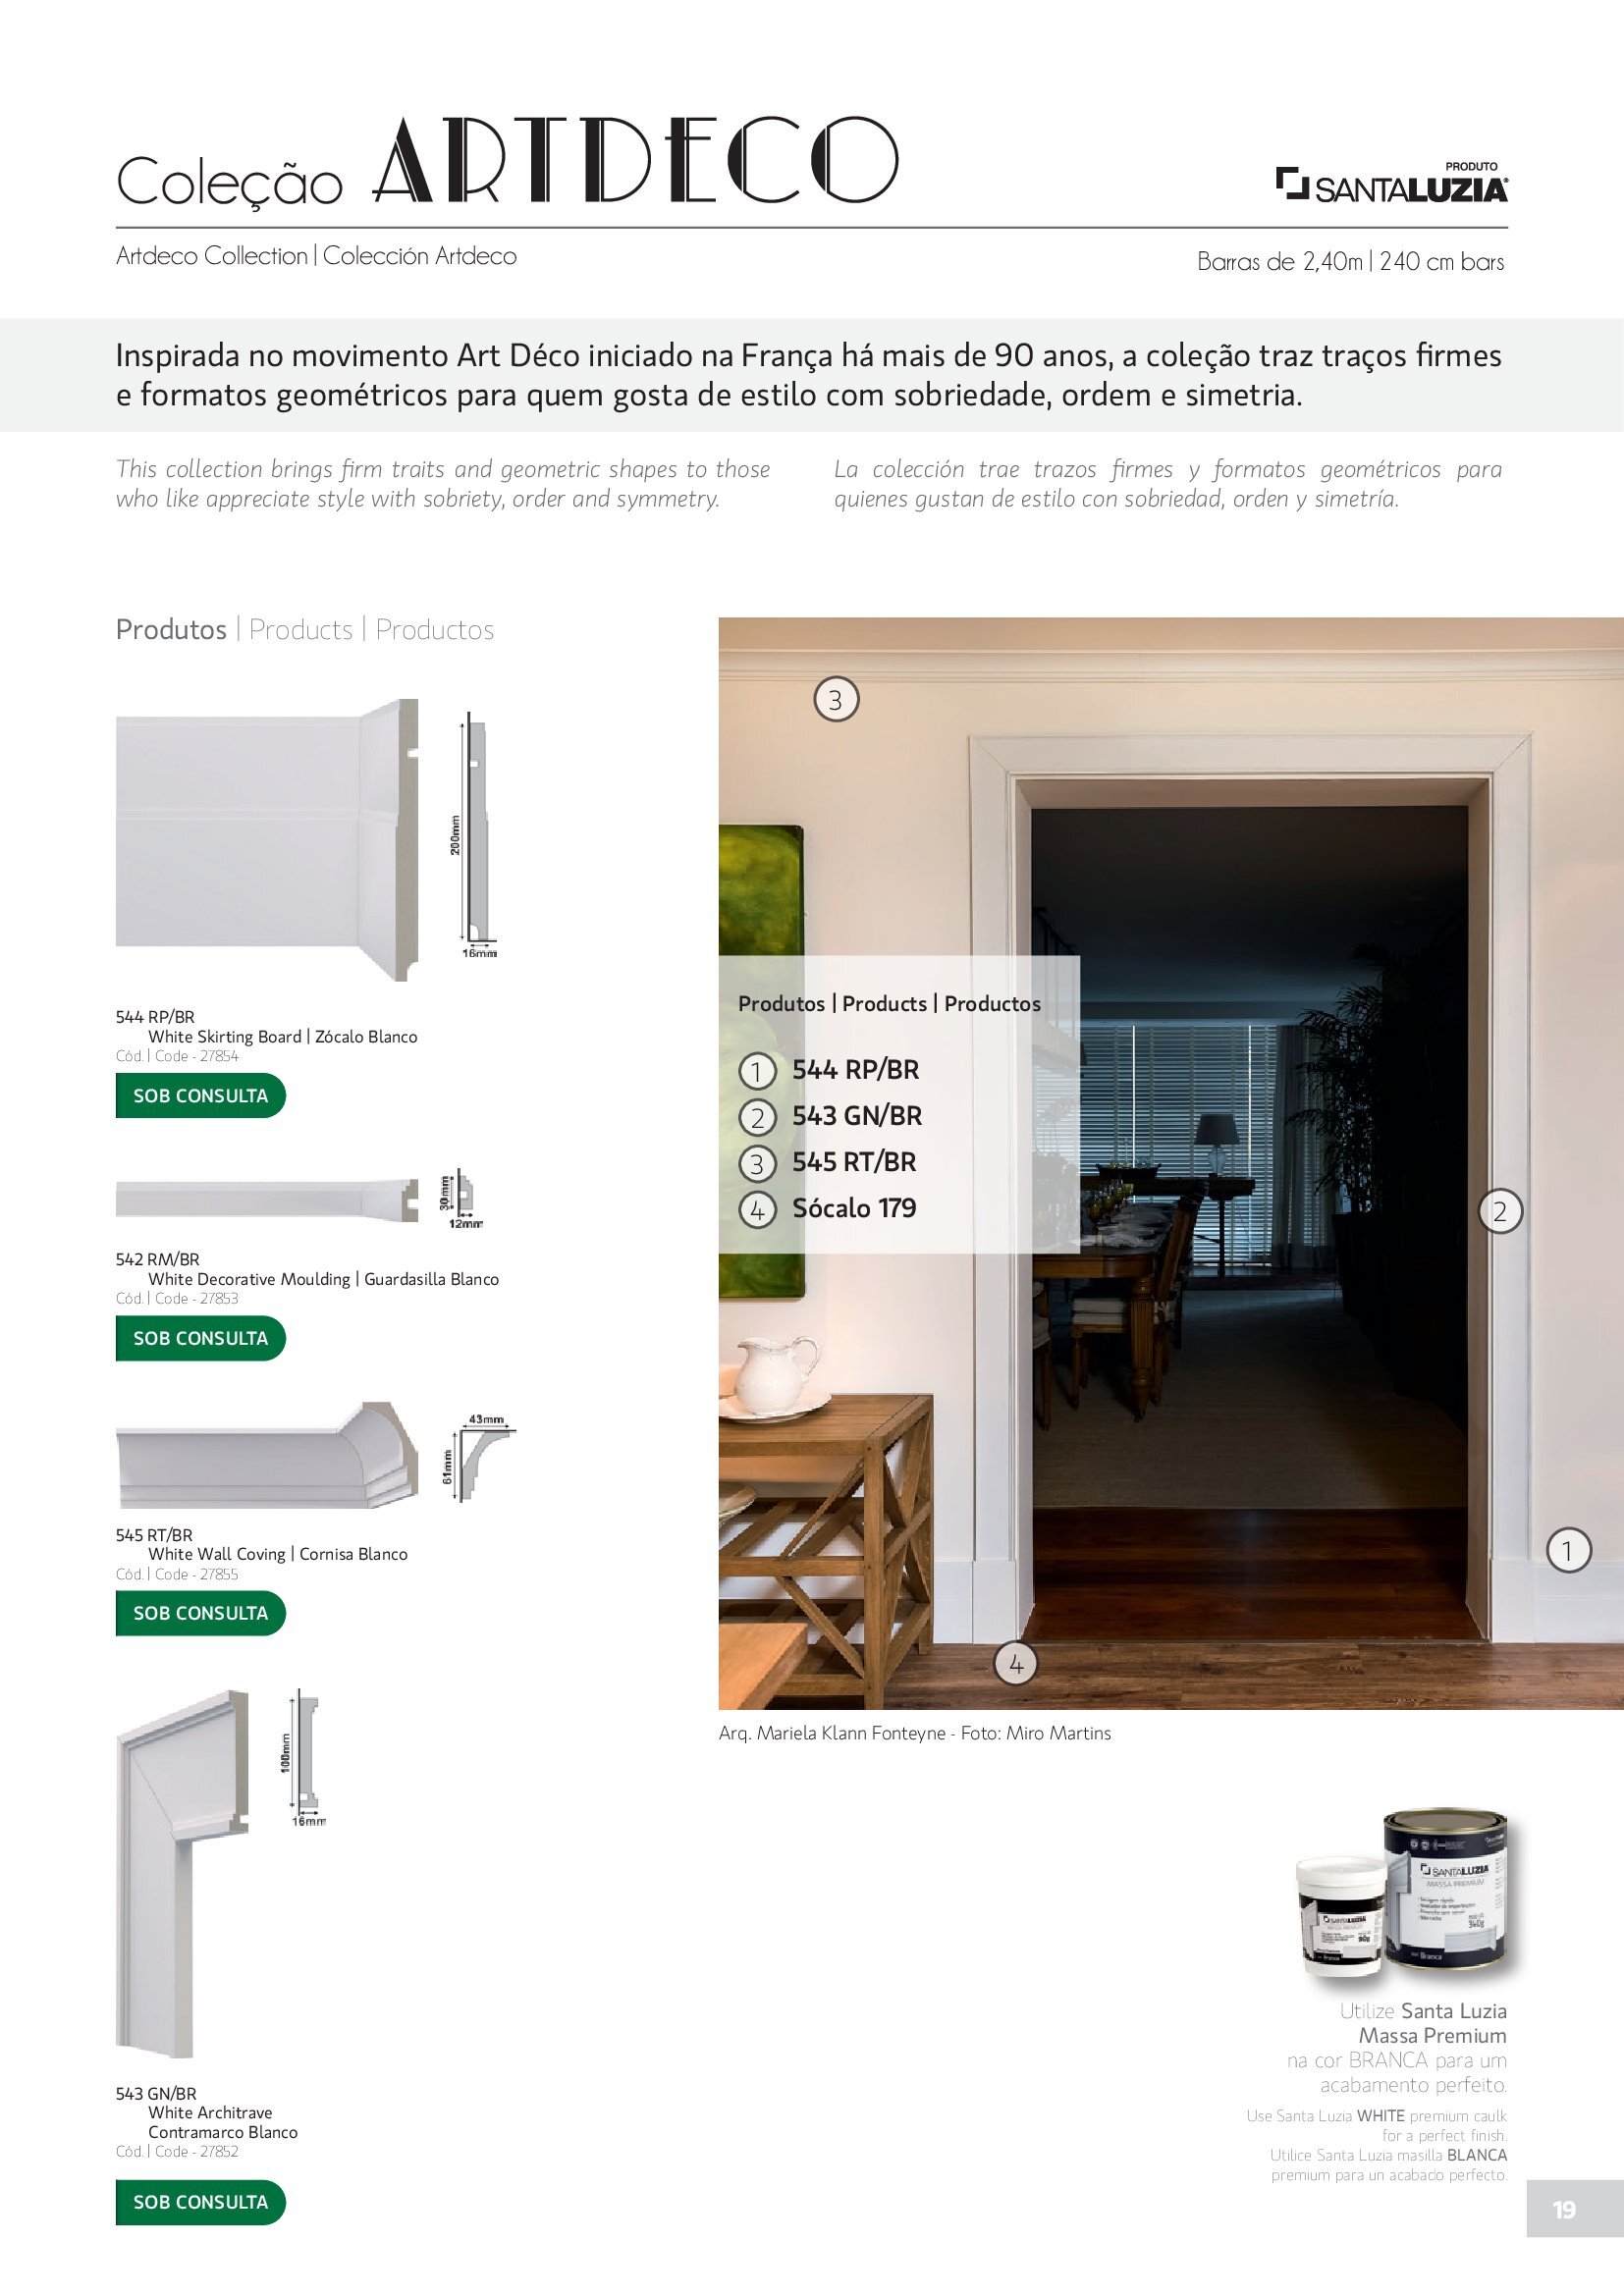 Coleção ARTDECO
PRODUTO
SANTALUZIA®
Artdeco Collection | Colección Artdeco
Barras de 2,40m | 240 cm bars
Inspirada no movimento Art Déco iniciado na França há mais de 90 anos, a coleção traz traços firmes
e formatos geométricos para quem gosta de estilo com sobriedade, ordem e simetria.
This collection brings firm traits and geometric shapes to those
who like appreciate style with sobriety, order and symmetry.
La colección trae trazos firmes y formatos geométricos para
quienes gustan de estilo con sobriedad, orden y simetría.
Produtos | Products | Productos
200mm
16mm
544 RP/BR
White Skirting Board | Zócalo Blanco
Cód. | Code - 27854
SOB CONSULTA
30mm
12mm
542 RM/BR
White Decorative Moulding | Guardasilla Blanco
Cód. | Code - 27853
SOB CONSULTA
43mm
61mm
545 RT/BR
White Wall Coving | Cornisa Blanco
Cód. | Code - 27855
SOB CONSULTA
100mm
16mm
543 GN/BR
White Architrave
Contramarco Blanco
Cód. | Code - 27852
SOB CONSULTA
3
Produtos | Products | Productos
1 544 RP/BR
2 543 GN/BR
3 545 RT/BR
4 Sócalo 179
2
1
4
Arq. Mariela Klann Fonteyne - Foto: Miro Martins
SANTALUZIA
MASSA PREMIUM
340g
Branca
SANTALUZIA
90g
Utilize Santa Luzia
Massa Premium
na cor BRANCA para um
acabamento perfeito.
Use Santa Luzia WHITE premium caulk
for a perfect finish.
Utilice Santa Luzia masilla BLANCA
premium para un acabado perfecto.
19